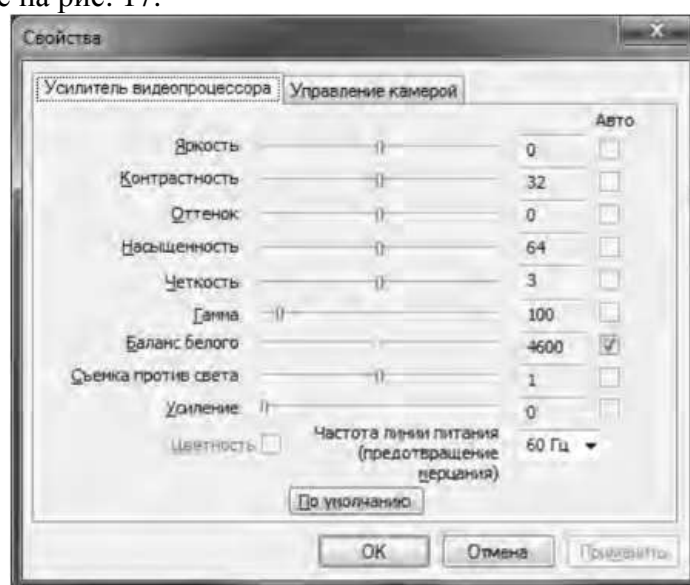 на рис. 17.
Свойства
Усилитель видеопроцессора Управление камерой
Авто
Яркость 0
Контрастность 32
Оттенок 0
Насыщенность 64
Четкость 3
Гамма 100
Баланс белого 4600
Съемка против света 1
Усиление 0
Цветность Частота линии питания (предотвращение мерцания) 60 Гц
По умолчанию
ОК Отмена Применить